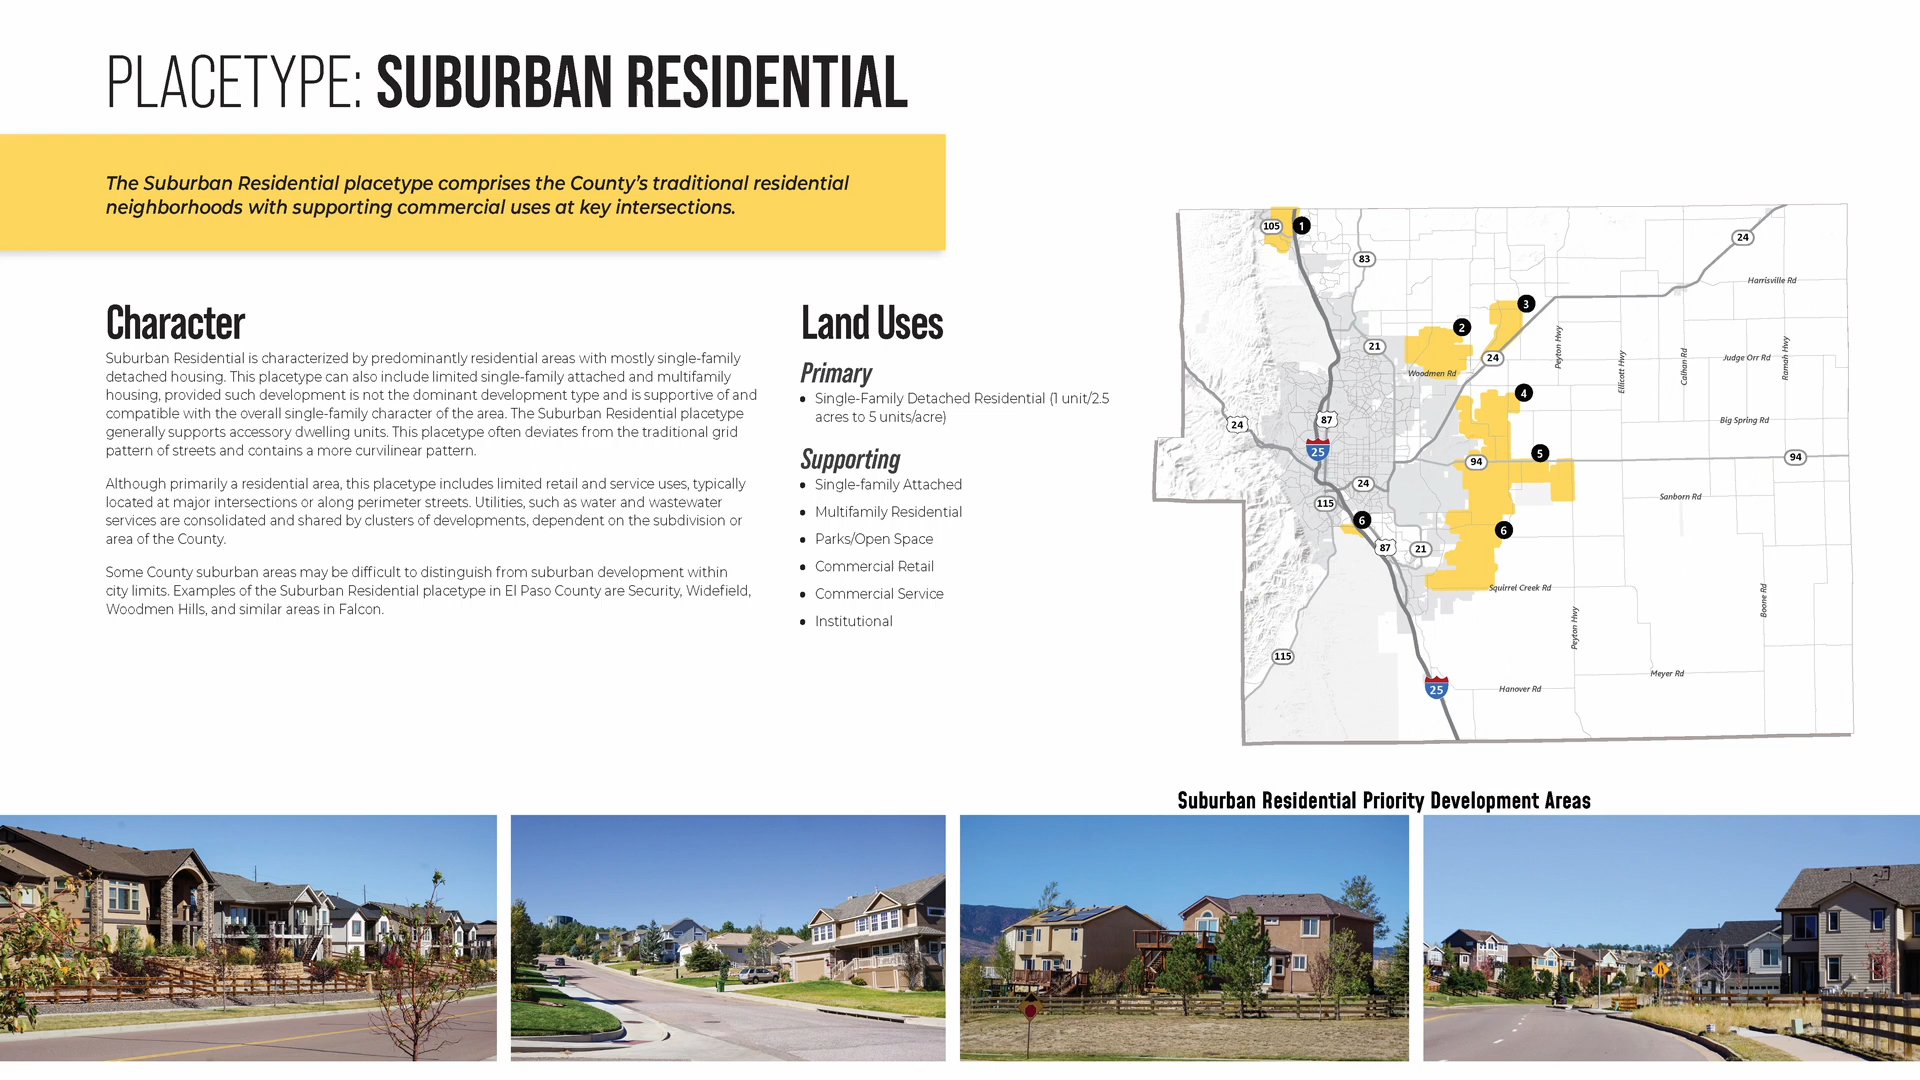 PLACETYPE: SUBURBAN RESIDENTIAL
The Suburban Residential placetype comprises the County’s traditional residential
neighborhoods with supporting commercial uses at key intersections.
Character
Suburban Residential is characterized by predominantly residential areas with mostly single-family
detached housing. This placetype can also include limited single-family attached and multifamily
housing, provided such development is not the dominant development type and is supportive of and
compatible with the overall single-family character of the area. The Suburban Residential placetype
generally supports accessory dwelling units. This placetype often deviates from the traditional grid
pattern of streets and contains a more curvilinear pattern.
Although primarily a residential area, this placetype includes limited retail and service uses, typically
located at major intersections or along perimeter streets. Utilities, such as water and wastewater
services are consolidated and shared by clusters of developments, dependent on the subdivision or
area of the County.
Some County suburban areas may be difficult to distinguish from suburban development within
city limits. Examples of the Suburban Residential placetype in El Paso County are Security, Widefield,
Woodmen Hills, and similar areas in Falcon.
Land Uses
Primary
• Single-Family Detached Residential (1 unit/2.5
acres to 5 units/acre)
Supporting
• Single-family Attached
• Multifamily Residential
• Parks/Open Space
• Commercial Retail
• Commercial Service
• Institutional
105
1
24
83
Harrisville Rd
3
2
21
24
Peyton Hwy
Ellicott Hwy
Calhan Rd
Judge Orr Rd
Ramah Hwy
Woodmen Rd
4
24
87
Big Spring Rd
25
5
94
94
24
115
Sanborn Rd
6
6
87
21
Squirrel Creek Rd
Boone Rd
Peyton Hwy
115
Meyer Rd
25
Hanover Rd
Suburban Residential Priority Development Areas